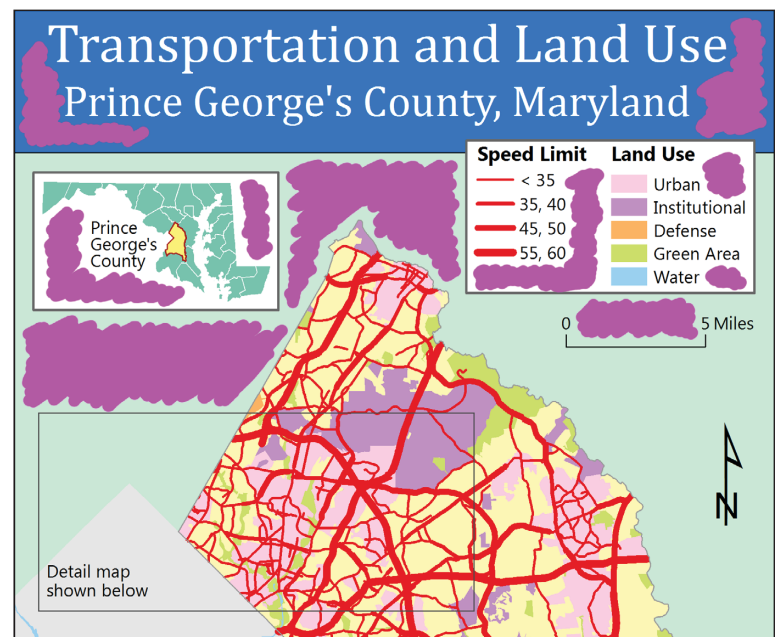 Transportation and Land Use
Prince George's County, Maryland
Speed Limit
< 35
35, 40
45, 50
55, 60
Land Use
Urban
Institutional
Defense
Green Area
Water
Prince
George's
County
0 5 Miles
N
Detail map
shown below